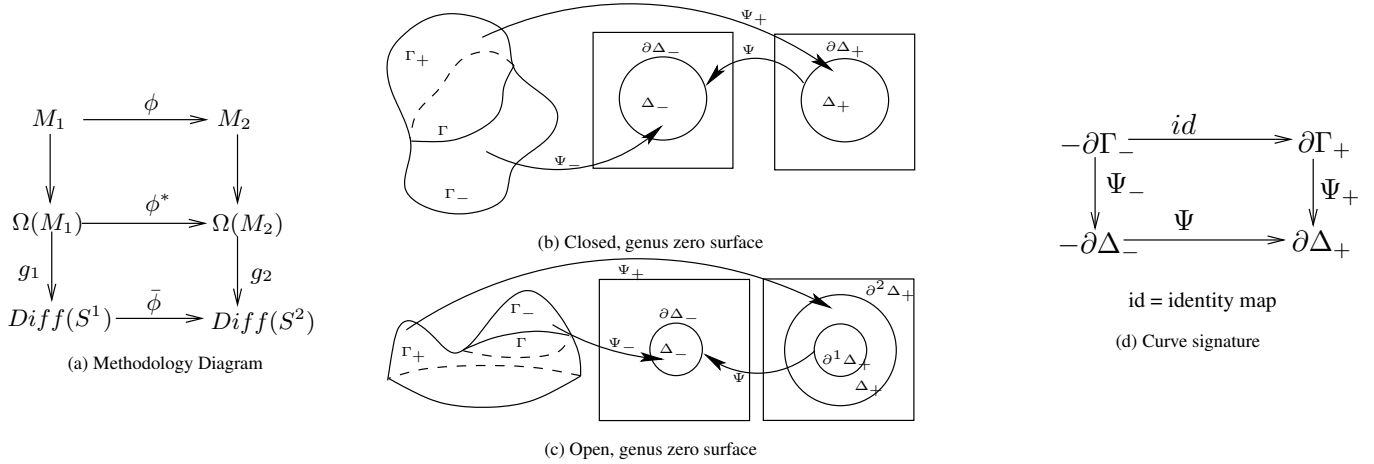 M₁ ϕ M₂
Ω(M₁) ϕ* Ω(M₂)
g₁ g₂
Diff(S¹) ϕ̄ Diff(S²)
(a) Methodology Diagram
Ψ₊
Γ₊ ∂Δ₋ Ψ ∂Δ₊
Δ₋ Δ₊
Γ
Ψ₋
Γ₋
(b) Closed, genus zero surface
Ψ₊
∂²Δ₊
Γ₋ ∂Δ₋
Γ₊ Γ Ψ₋ Δ₋ ∂¹Δ₊
Ψ Δ₊
(c) Open, genus zero surface
−∂Γ₋ id ∂Γ₊
Ψ₋ Ψ₊
−∂Δ₋ Ψ ∂Δ₊
id = identity map
(d) Curve signature